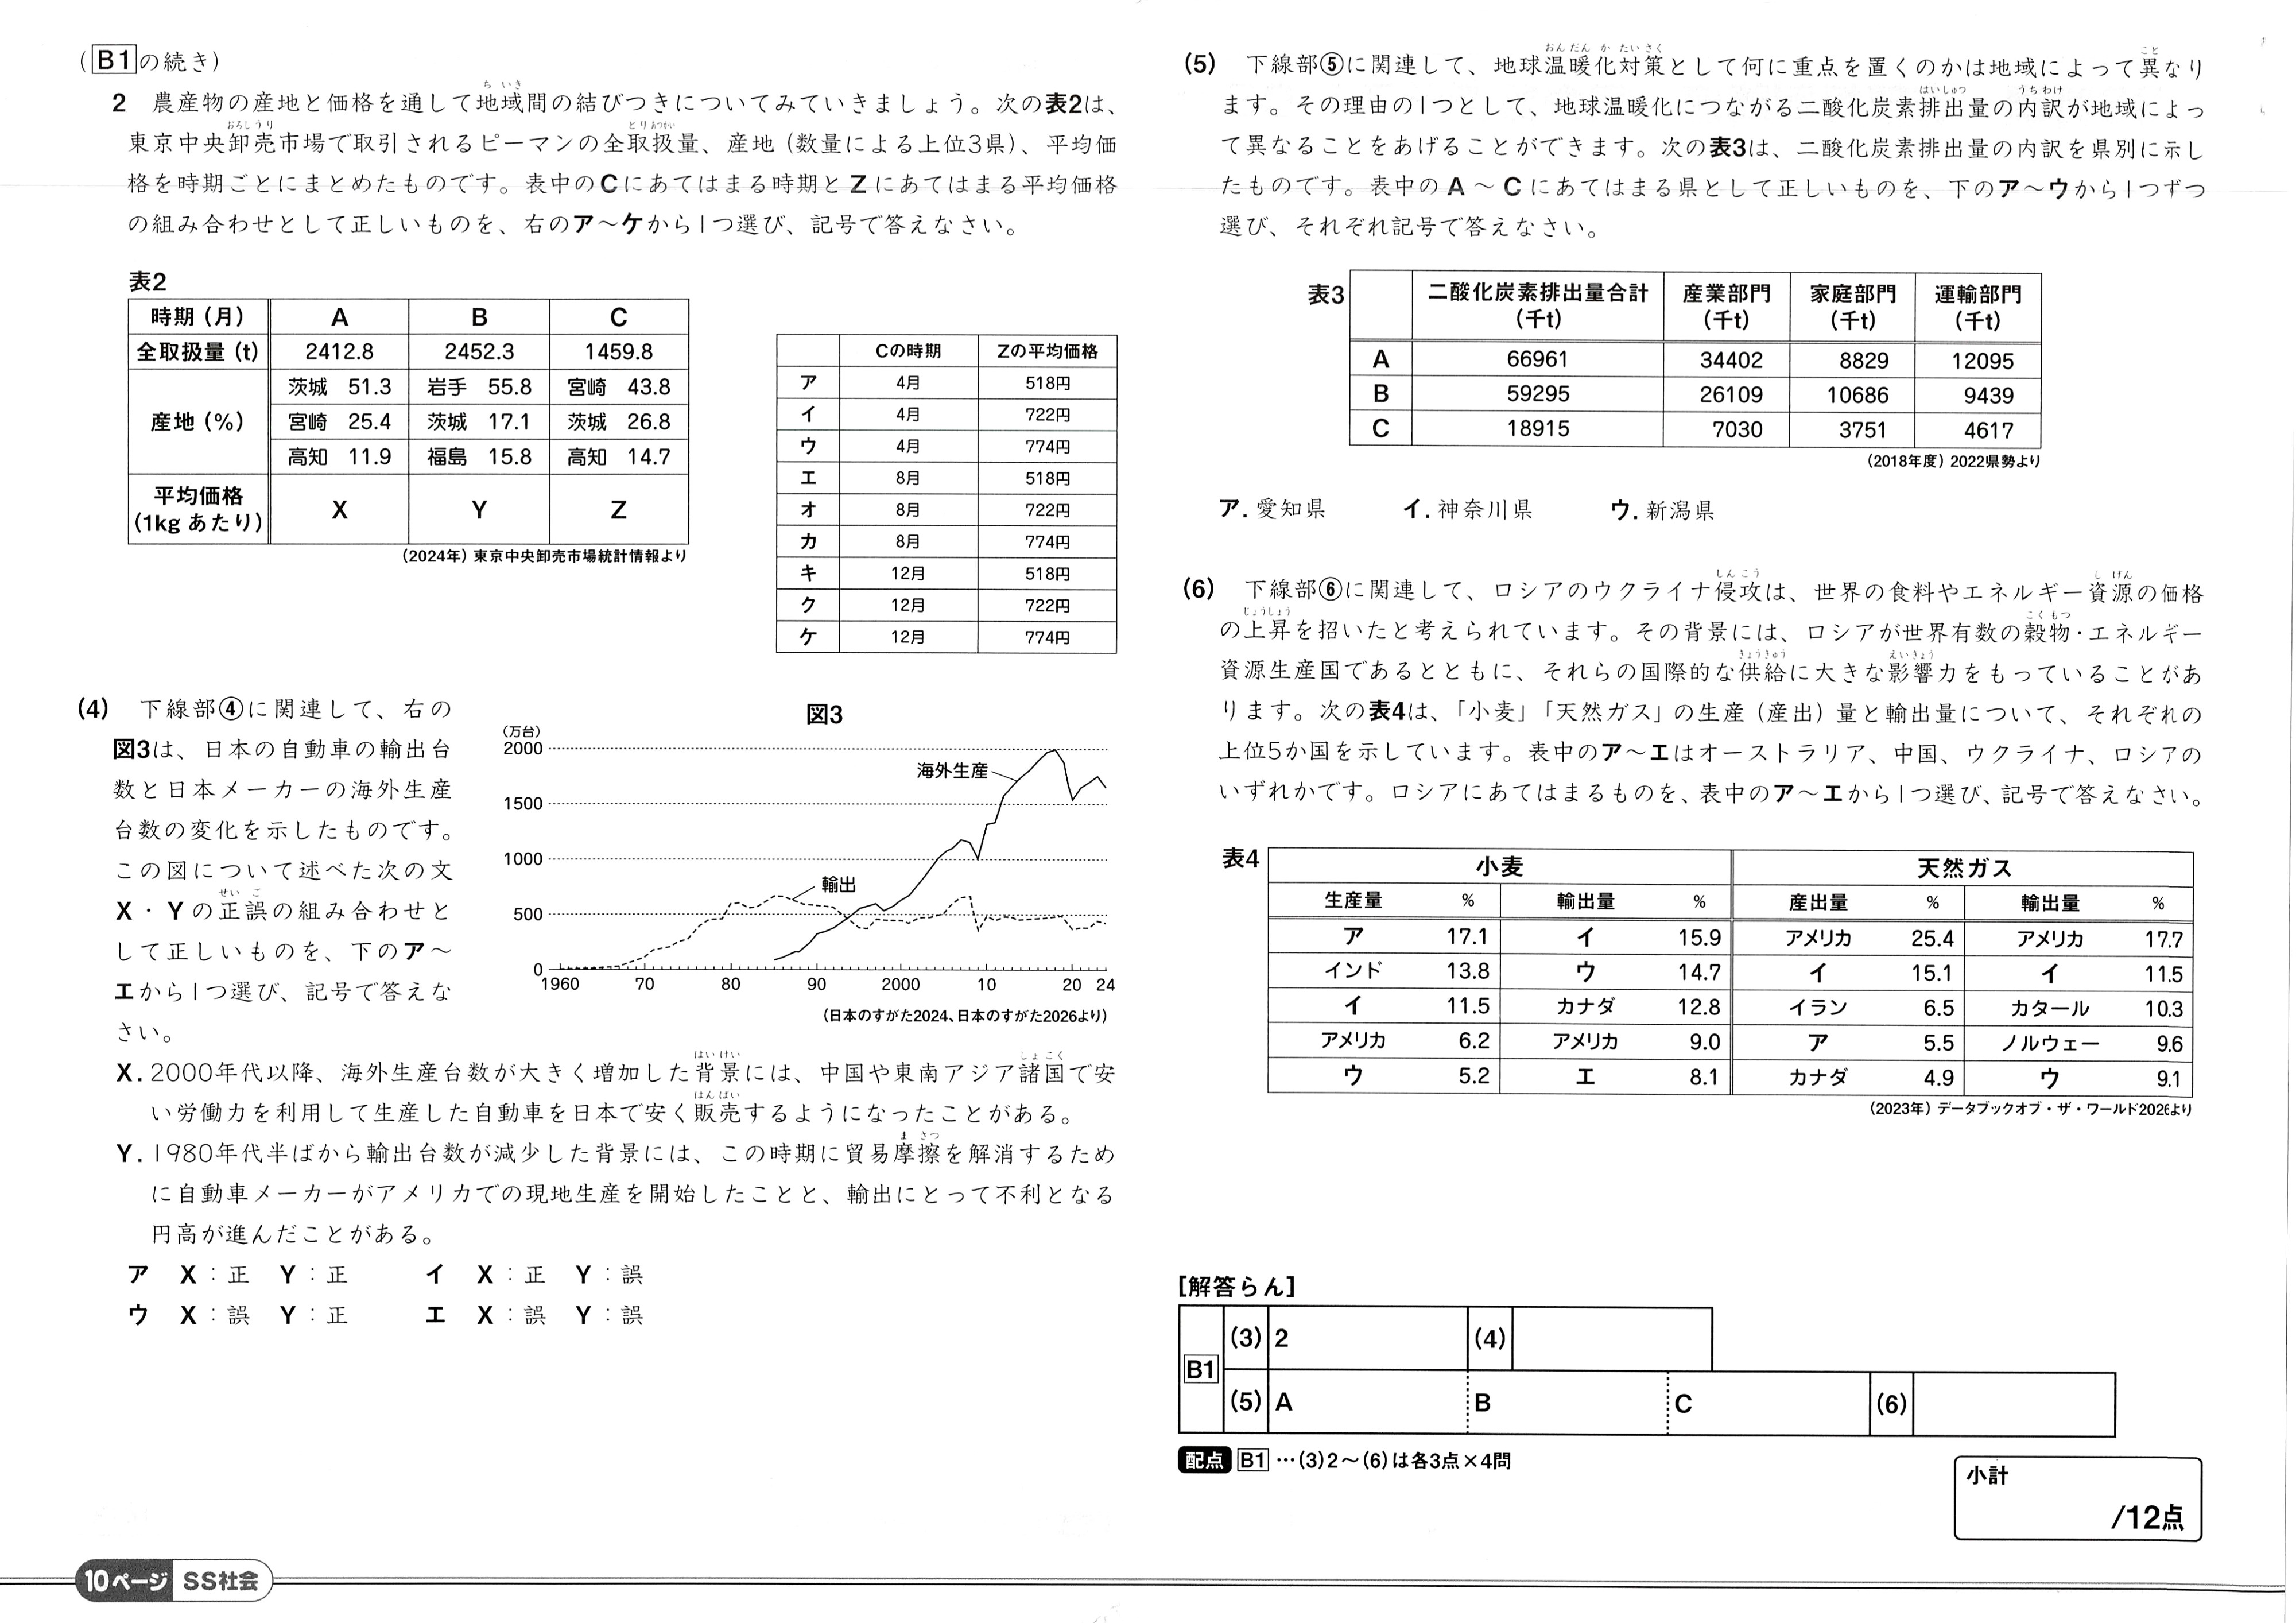 (B1の続き)
2 農産物の産地と価格を通して地域間の結びつきについてみていきましょう。次の表2は、
東京中央卸売市場で取引されるピーマンの全取扱量、産地(数量による上位3県)、平均価
格を時期ごとにまとめたものです。表中のCにあてはまる時期とZにあてはまる平均価格
の組み合わせとして正しいものを、右のア～ケから1つ選び、記号で答えなさい。
表2
時期(月) A B C
全取扱量(t) 2412.8 2452.3 1459.8
産地(%) 茨城 51.3 岩手 55.8 宮崎 43.8
宮崎 25.4 茨城 17.1 茨城 26.8
高知 11.9 福島 15.8 高知 14.7
平均価格
(1kgあたり) X Y Z
(2024年) 東京中央卸売市場統計情報より
Cの時期 Zの平均価格
ア 4月 518円
イ 4月 722円
ウ 4月 774円
エ 8月 518円
オ 8月 722円
カ 8月 774円
キ 12月 518円
ク 12月 722円
ケ 12月 774円
(4) 下線部④に関連して、右の
図3は、日本の自動車の輸出台
数と日本メーカーの海外生産
台数の変化を示したものです。
この図について述べた次の文
X・Yの正誤の組み合わせと
して正しいものを、下のア～
エから1つ選び、記号で答えな
さい。
図3
(万台)
2000
1500
1000
500
0
海外生産
輸出
1960 70 80 90 2000 10 20 24
(日本のすがた2024、日本のすがた2026より)
X. 2000年代以降、海外生産台数が大きく増加した背景には、中国や東南アジア諸国で安
い労働力を利用して生産した自動車を日本で安く販売するようになったことがある。
Y. 1980年代半ばから輸出台数が減少した背景には、この時期に貿易摩擦を解消するため
に自動車メーカーがアメリカでの現地生産を開始したことと、輸出にとって不利となる
円高が進んだことがある。
ア X:正 Y:正 イ X:正 Y:誤
ウ X:誤 Y:正 エ X:誤 Y:誤
(5) 下線部⑤に関連して、地球温暖化対策として何に重点を置くのかは地域によって異なり
ます。その理由の1つとして、地球温暖化につながる二酸化炭素排出量の内訳が地域によっ
て異なることをあげることができます。次の表3は、二酸化炭素排出量の内訳を県別に示し
たものです。表中のA～Cにあてはまる県として正しいものを、下のア～ウから1つずつ
選び、それぞれ記号で答えなさい。
表3
二酸化炭素排出量合計(千t) 産業部門(千t) 家庭部門(千t) 運輸部門(千t)
A 66961 34402 8829 12095
B 59295 26109 10686 9439
C 18915 7030 3751 4617
(2018年度) 2022県勢より
ア. 愛知県 イ. 神奈川県 ウ. 新潟県
(6) 下線部⑥に関連して、ロシアのウクライナ侵攻は、世界の食料やエネルギー資源の価格
の上昇を招いたと考えられています。その背景には、ロシアが世界有数の穀物・エネルギー
資源生産国であるとともに、それらの国際的な供給に大きな影響力をもっていることがあ
ります。次の表4は、「小麦」「天然ガス」の生産(産出)量と輸出量について、それぞれの
上位5か国を示しています。表中のア～エはオーストラリア、中国、ウクライナ、ロシアの
いずれかです。ロシアにあてはまるものを、表中のア～エから1つ選び、記号で答えなさい。
表4
小麦 天然ガス
生産量 % 輸出量 % 産出量 % 輸出量 %
ア 17.1 イ 15.9 アメリカ 25.4 アメリカ 17.7
インド 13.8 ウ 14.7 イ 15.1 イ 11.5
イ 11.5 カナダ 12.8 イラン 6.5 カタール 10.3
アメリカ 6.2 アメリカ 9.0 ア 5.5 ノルウェー 9.6
ウ 5.2 エ 8.1 カナダ 4.9 ウ 9.1
(2023年) データブックオブ・ザ・ワールド2026より
[解答らん]
B1 (3) 2 (4)
(5) A B C (6)
配点 B1 …(3)2～(6)は各3点×4問
小計
/12点
10ページ SS社会